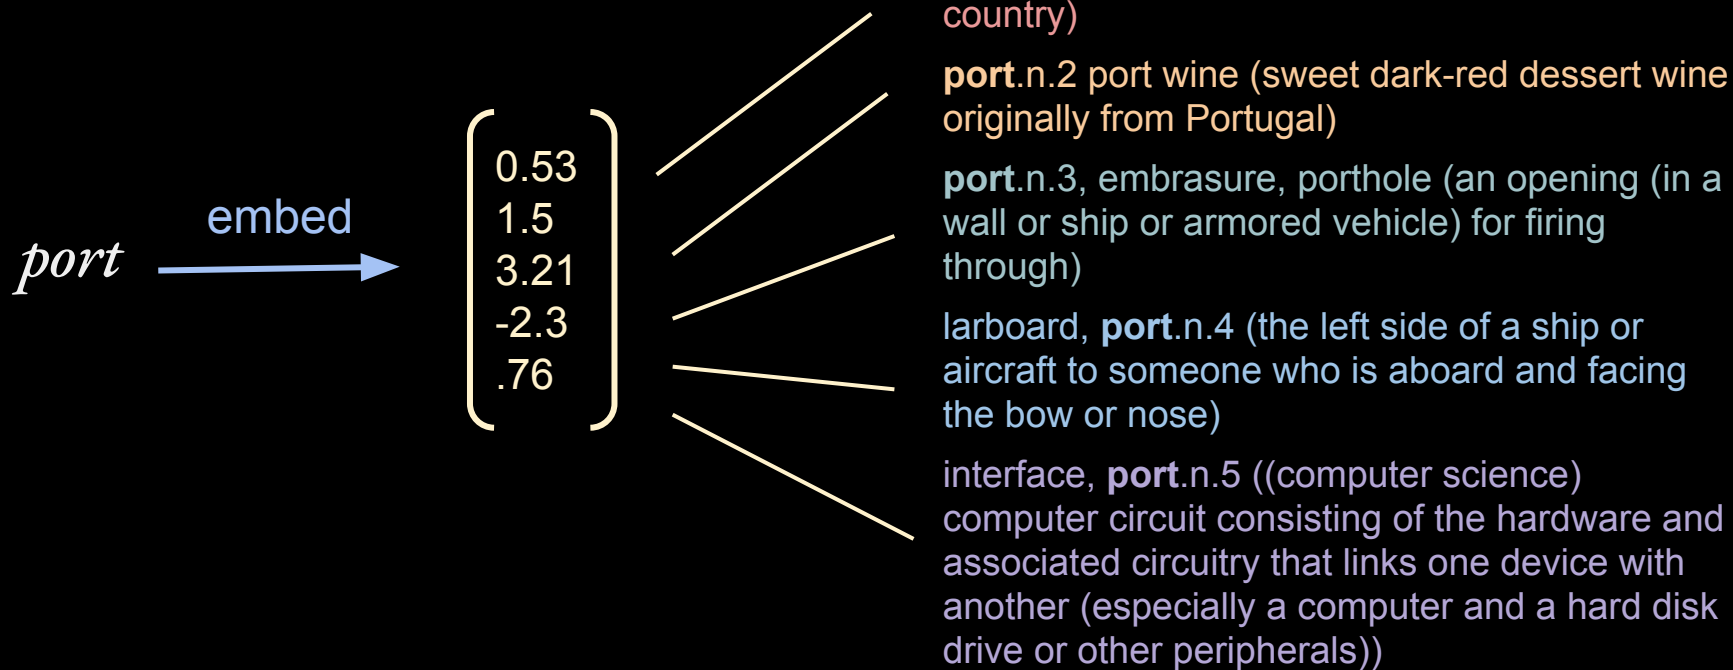 port
embed
0.53
1.5
3.21
-2.3
.76
country)
port.n.2 port wine (sweet dark-red dessert wine
originally from Portugal)
port.n.3, embrasure, porthole (an opening (in a
wall or ship or armored vehicle) for firing
through)
larboard, port.n.4 (the left side of a ship or
aircraft to someone who is aboard and facing
the bow or nose)
interface, port.n.5 ((computer science)
computer circuit consisting of the hardware and
associated circuitry that links one device with
another (especially a computer and a hard disk
drive or other peripherals))